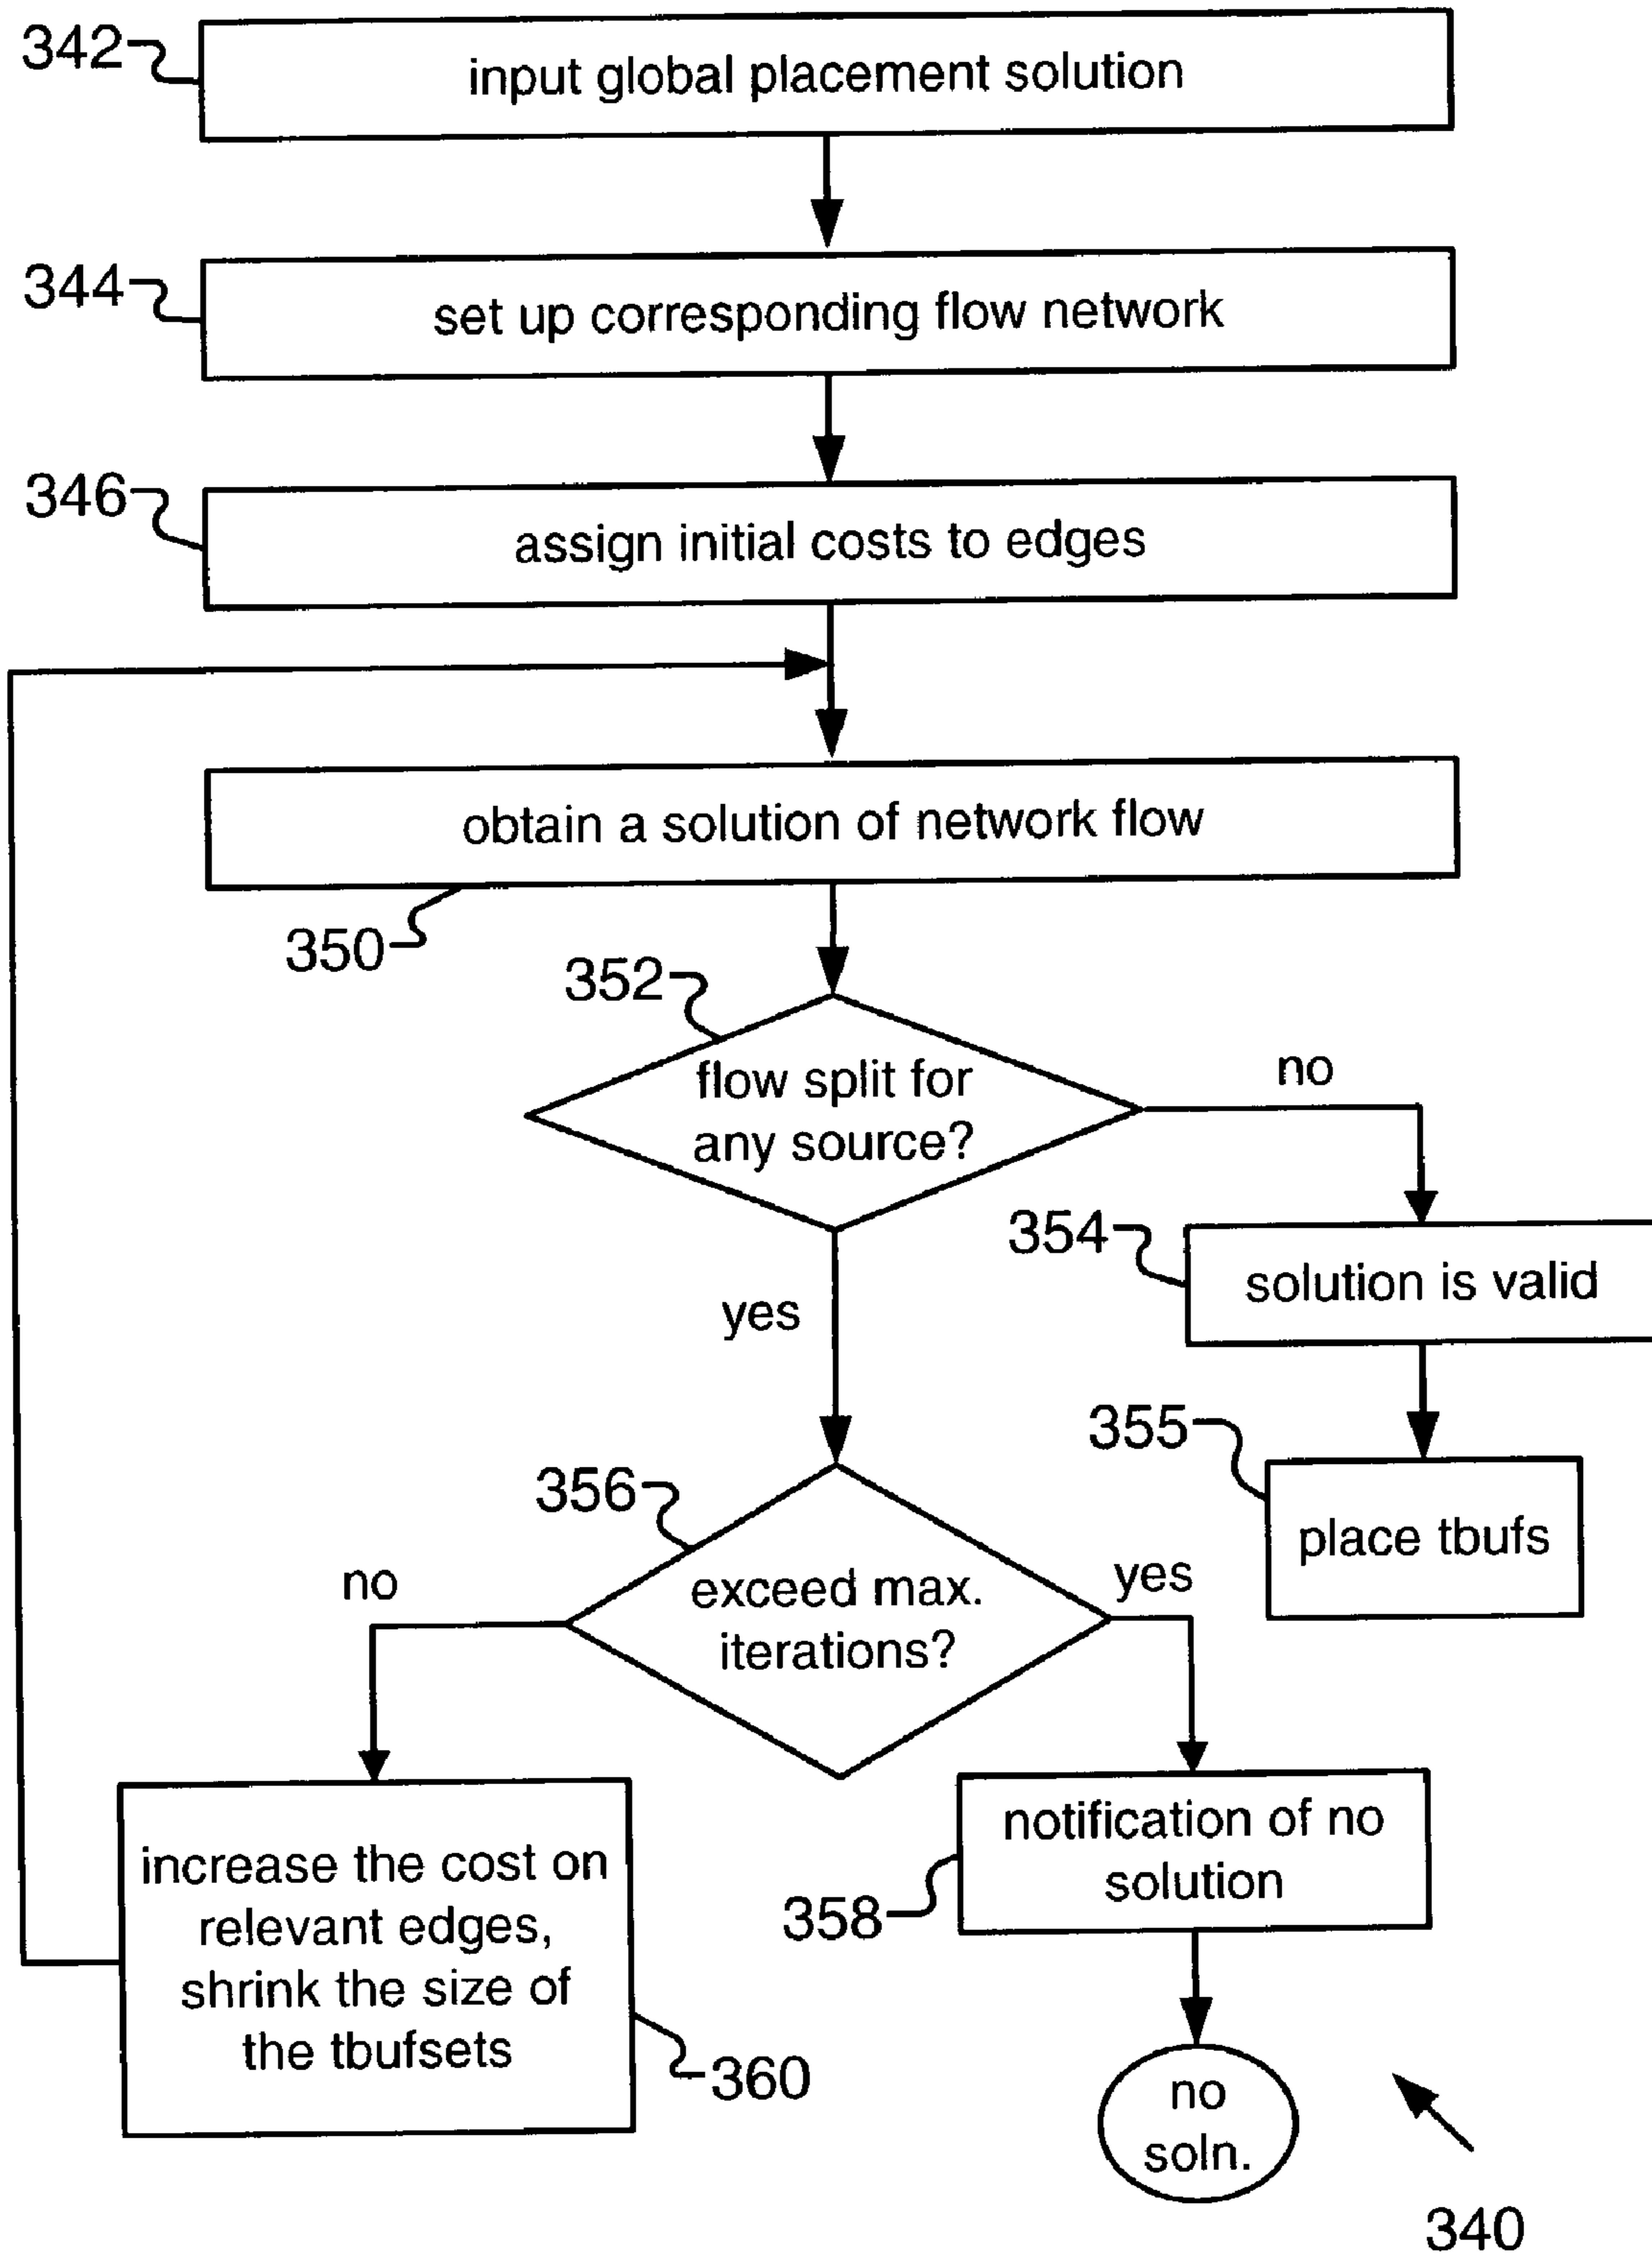 342
input global placement solution
344
set up corresponding flow network
346
assign initial costs to edges
obtain a solution of network flow
350
352
flow split for
any source?
no
354
solution is valid
yes
355
place tbufs
356
exceed max.
iterations?
no
yes
increase the cost on
relevant edges,
shrink the size of
the tbufsets
360
notification of no
solution
358
no
soln.
340